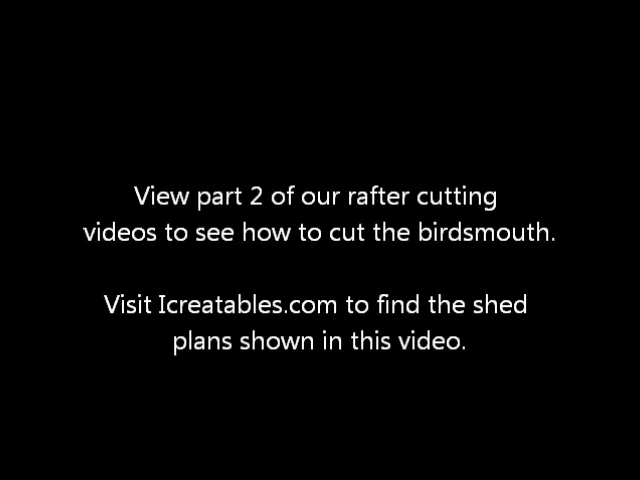 View part 2 of our rafter cutting
videos to see how to cut the birdsmouth.
Visit Icreatables.com to find the shed
plans shown in this video.